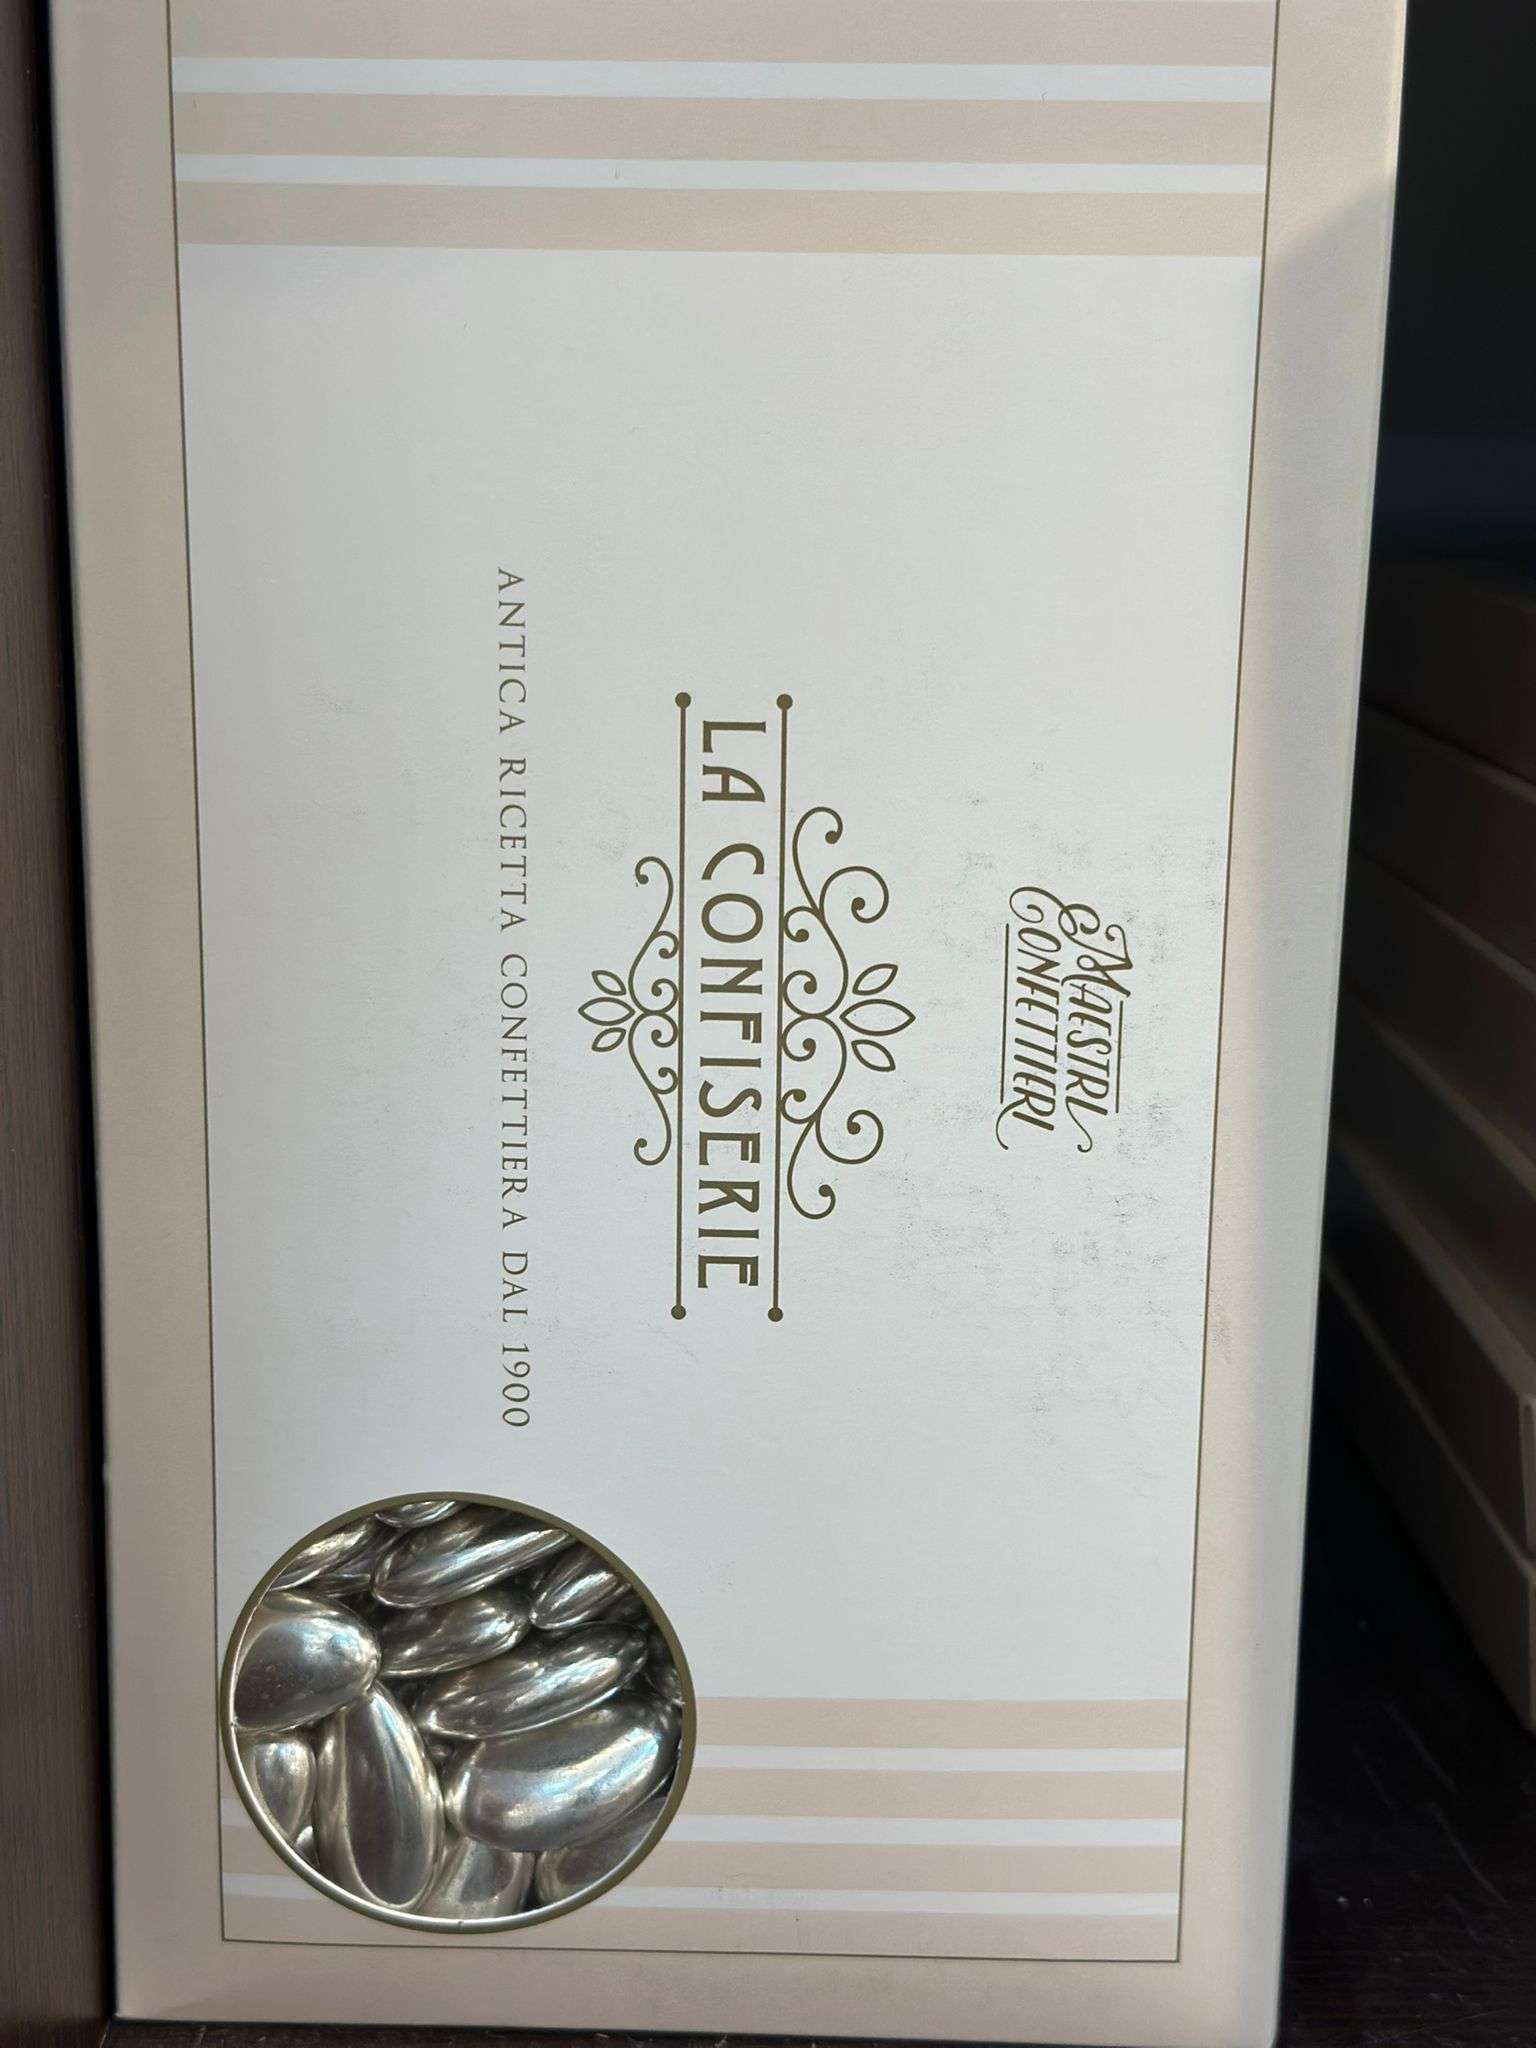 Maestri
Confettieri
LA CONFISERIE
ANTICA RICETTA CONFETTIERA DAL 1900